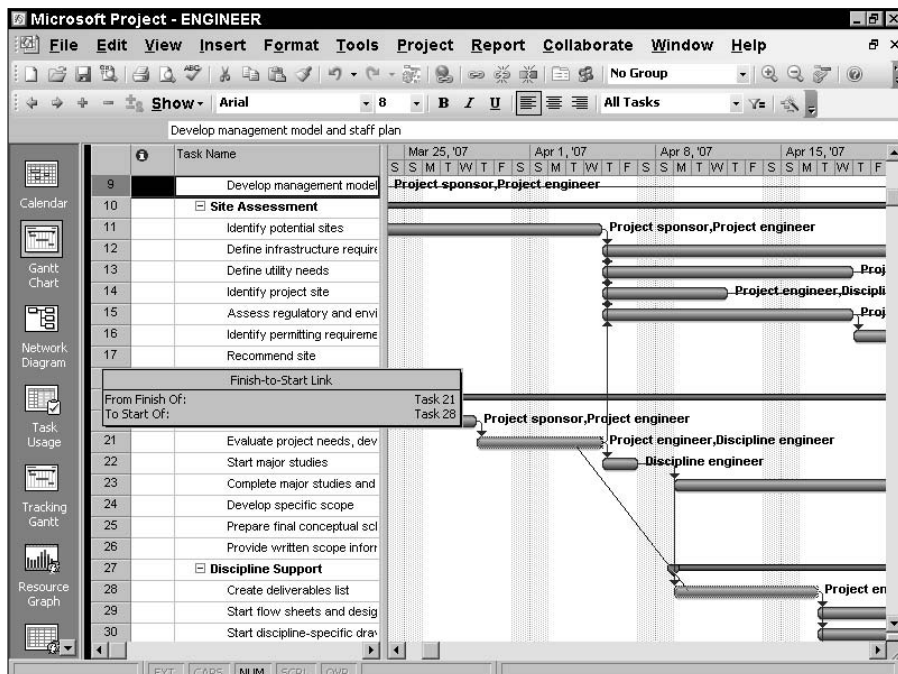 Microsoft Project - ENGINEER
File Edit View Insert Format Tools Project Report Collaborate Window Help
No Group
Show Arial 8 B I U All Tasks
Develop management model and staff plan
Task Name Mar 25, '07 Apr 1, '07 Apr 8, '07 Apr 15, '07
S S M T W T F S S M T W T F S S M T W T F S S M T W T F
9 Develop management model Project sponsor,Project engineer
Calendar
10 Site Assessment
11 Identify potential sites Project sponsor,Project engineer
12 Define infrastructure require
13 Define utility needs Proj
Gantt Chart
14 Identify project site Project engineer,Discipli
15 Assess regulatory and envi Proj
16 Identify permitting requireme
Network Diagram
17 Recommend site
Finish-to-Start Link
From Finish Of: Task 21
To Start Of: Task 28
Project sponsor,Project engineer
Task Usage
21 Evaluate project needs, dev Project engineer,Discipline engineer
22 Start major studies Discipline engineer
23 Complete major studies and
24 Develop specific scope
Tracking Gantt
25 Prepare final conceptual scl
26 Provide written scope inforr
27 Discipline Support
Resource Graph
28 Create deliverables list Project en
29 Start flow sheets and desig
30 Start discipline-specific dra
EXT CAPS NUM SCRL OVR